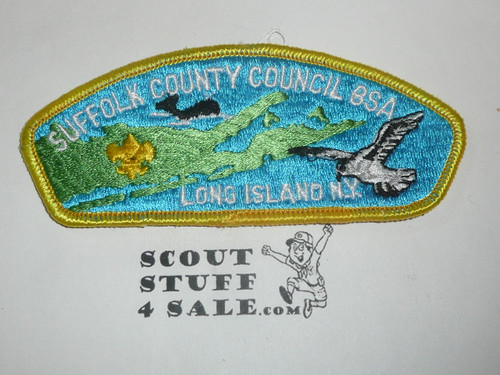 SUFFOLK COUNTY COUNCIL BSA
LONG ISLAND N.Y.
SCOUT
STUFF
4 SALE.COM